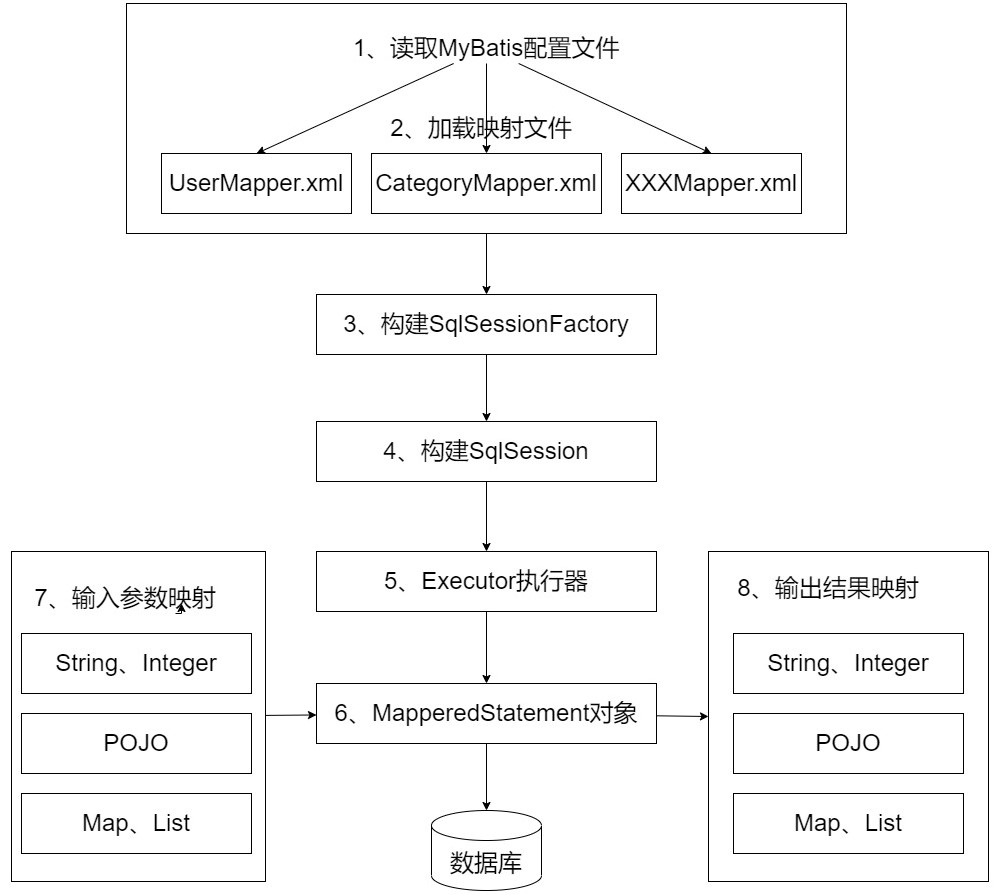 1、读取MyBatis配置文件
2、加载映射文件
UserMapper.xml
CategoryMapper.xml
XXXMapper.xml
3、构建SqlSessionFactory
4、构建SqlSession
5、Executor执行器
6、MapperedStatement对象
7、输入参数映射
String、Integer
POJO
Map、List
8、输出结果映射
String、Integer
POJO
Map、List
数据库